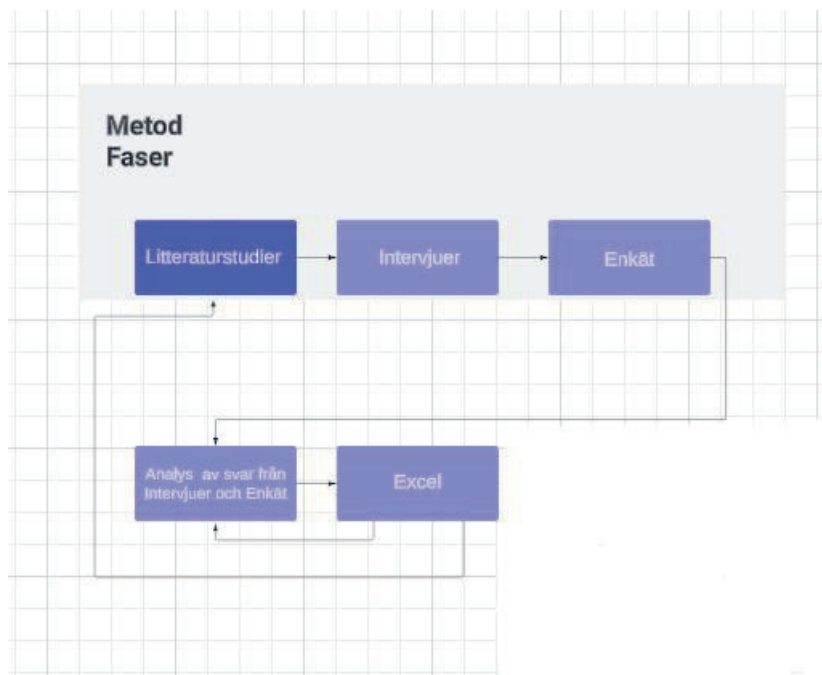 Metod
Faser
Litteraturstudier
Intervjuer
Enkät
Analys av svar från
Intervjuer och Enkät
Excel